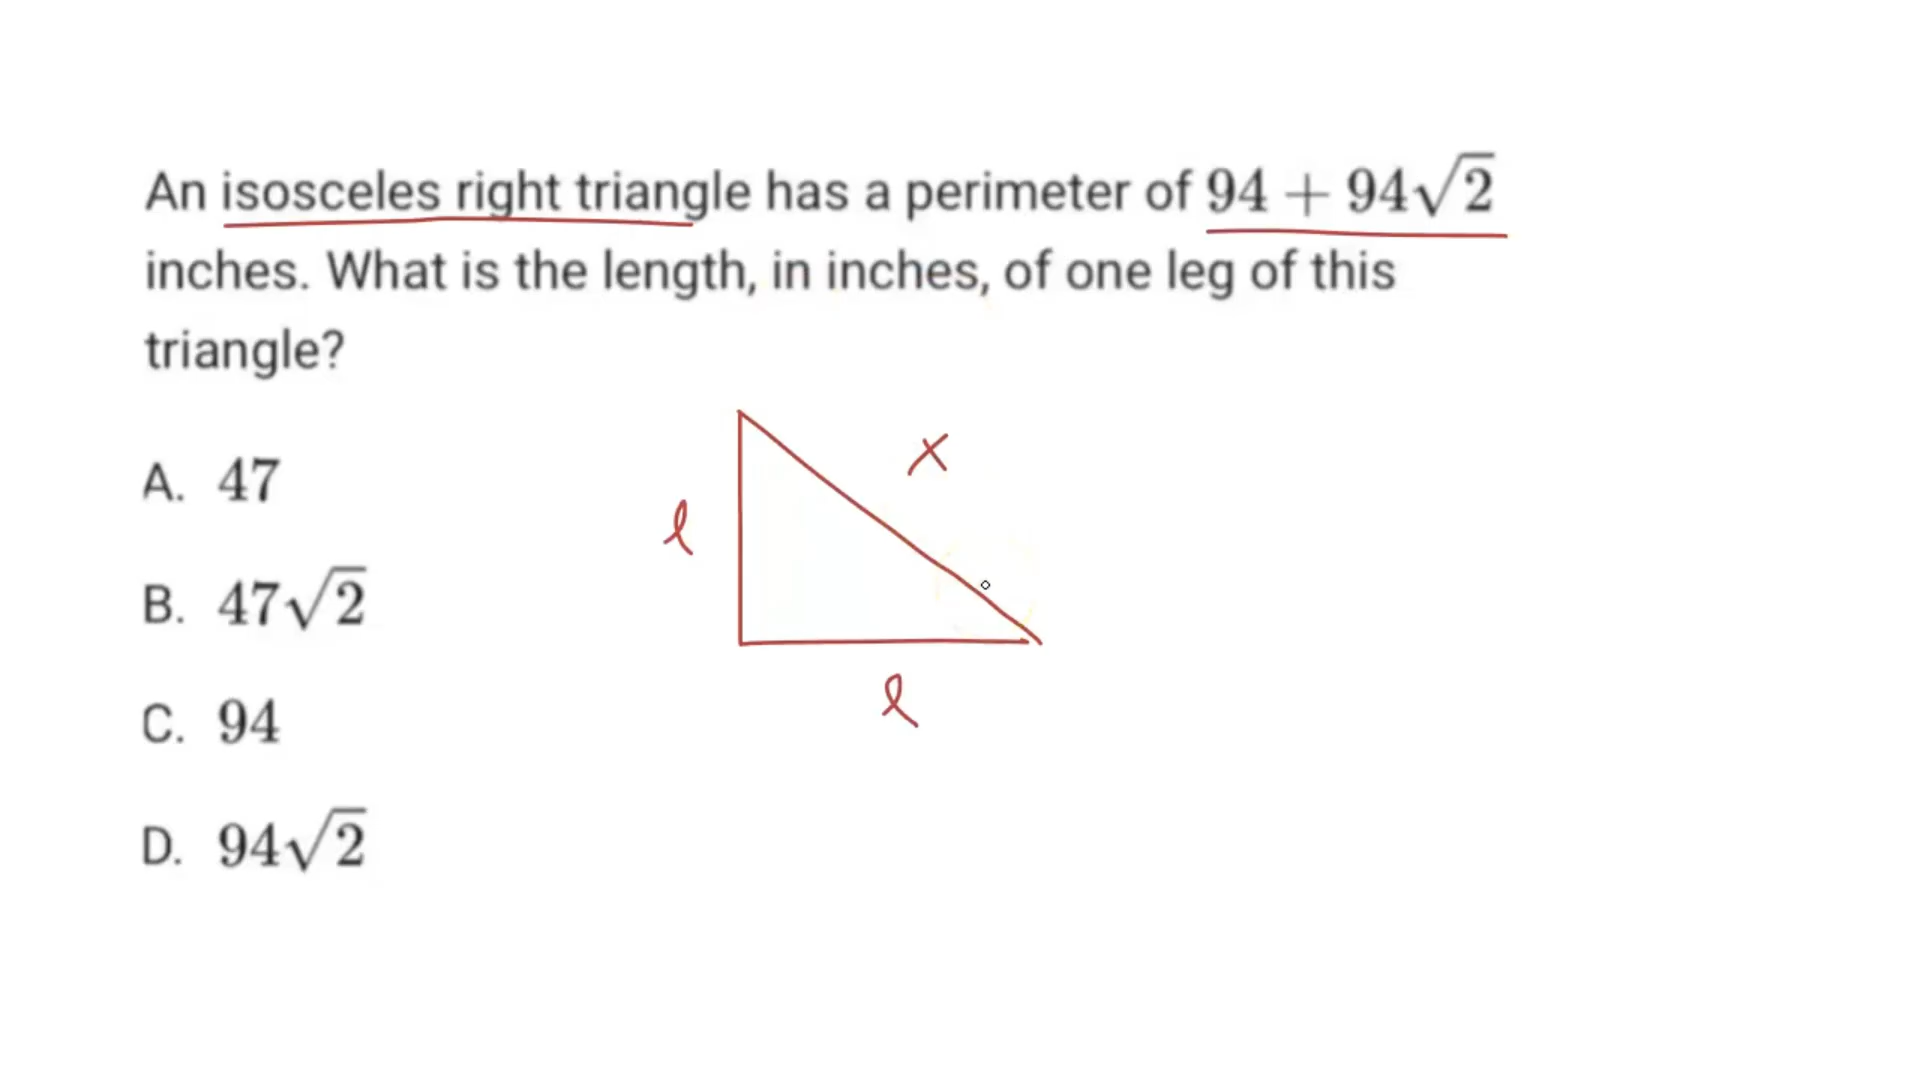 An isosceles right triangle has a perimeter of 94 + 94√2
inches. What is the length, in inches, of one leg of this
triangle?
A. 47
B. 47√2
C. 94
D. 94√2
x
ℓ
ℓ